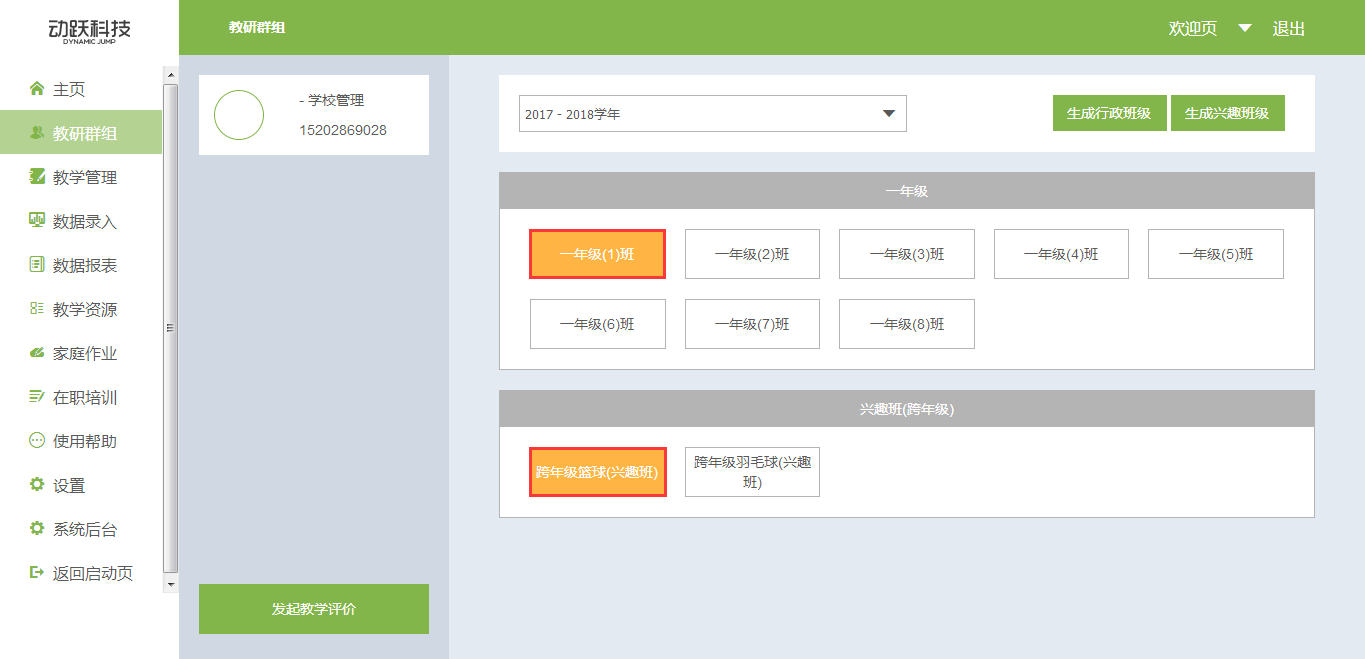 动跃科技
DYNAMIC JUMP
教研群组
欢迎页
退出
主页
教研群组
教学管理
数据录入
数据报表
教学资源
家庭作业
在职培训
使用帮助
设置
系统后台
返回启动页
- 学校管理
15202869028
发起教学评价
2017 - 2018学年
生成行政班级
生成兴趣班级
一年级
一年级(1)班
一年级(2)班
一年级(3)班
一年级(4)班
一年级(5)班
一年级(6)班
一年级(7)班
一年级(8)班
兴趣班(跨年级)
跨年级篮球(兴趣班)
跨年级羽毛球(兴趣
班)